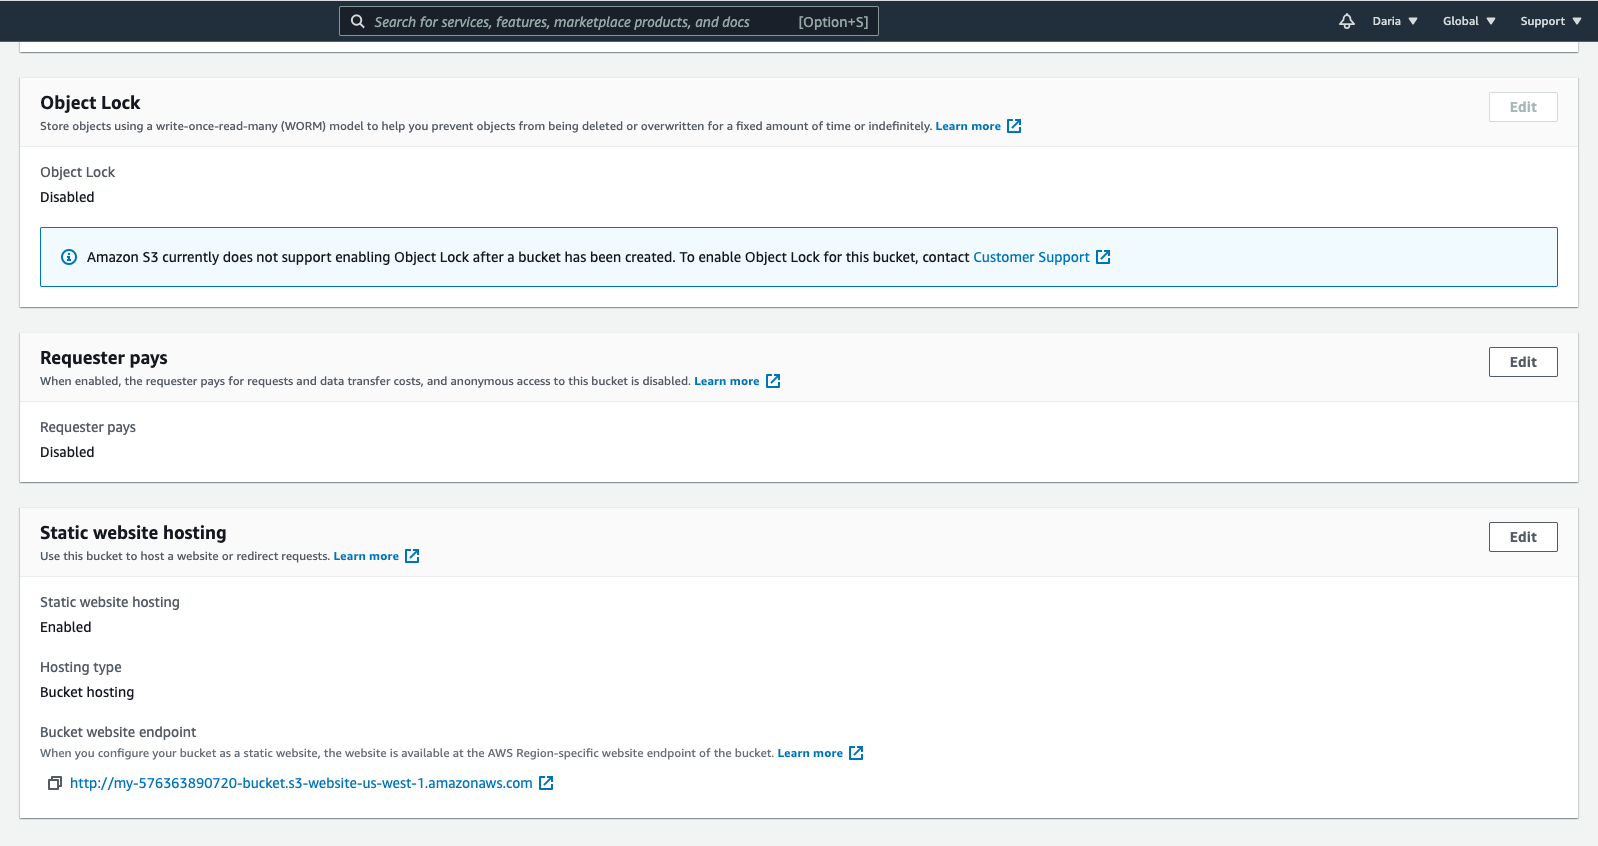 Search for services, features, marketplace products, and docs [Option+S] Daria Global Support
Object Lock
Edit
Store objects using a write-once-read-many (WORM) model to help you prevent objects from being deleted or overwritten for a fixed amount of time or indefinitely. Learn more
Object Lock
Disabled
Amazon S3 currently does not support enabling Object Lock after a bucket has been created. To enable Object Lock for this bucket, contact Customer Support
Requester pays
Edit
When enabled, the requester pays for requests and data transfer costs, and anonymous access to this bucket is disabled. Learn more
Requester pays
Disabled
Static website hosting
Edit
Use this bucket to host a website or redirect requests. Learn more
Static website hosting
Enabled
Hosting type
Bucket hosting
Bucket website endpoint
When you configure your bucket as a static website, the website is available at the AWS Region-specific website endpoint of the bucket. Learn more
http://my-576363890720-bucket.s3-website-us-west-1.amazonaws.com